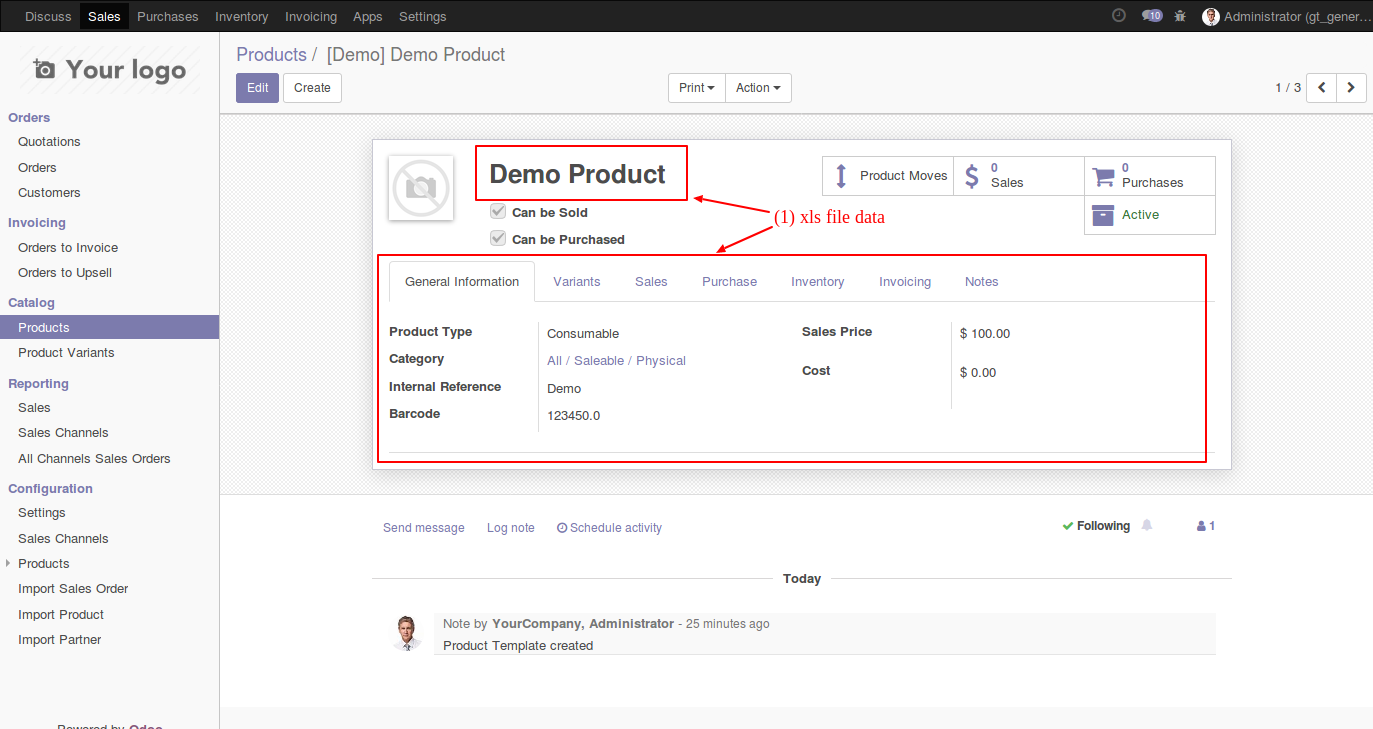 Discuss Sales Purchases Inventory Invoicing Apps Settings 10 Administrator (gt_gener...
Your logo
Products / [Demo] Demo Product
Edit Create Print Action 1 / 3
Orders
Quotations
Orders
Customers
Invoicing
Orders to Invoice
Orders to Upsell
Catalog
Products
Product Variants
Reporting
Sales
Sales Channels
All Channels Sales Orders
Configuration
Settings
Sales Channels
Products
Import Sales Order
Import Product
Import Partner
Powered by Odoo
Demo Product
Can be Sold
Can be Purchased
Product Moves
0
Sales
0
Purchases
Active
(1) xls file data
General Information Variants Sales Purchase Inventory Invoicing Notes
Product Type Consumable
Category All / Saleable / Physical
Internal Reference Demo
Barcode 123450.0
Sales Price $ 100.00
Cost $ 0.00
Send message Log note Schedule activity Following 1
Today
Note by YourCompany, Administrator - 25 minutes ago
Product Template created